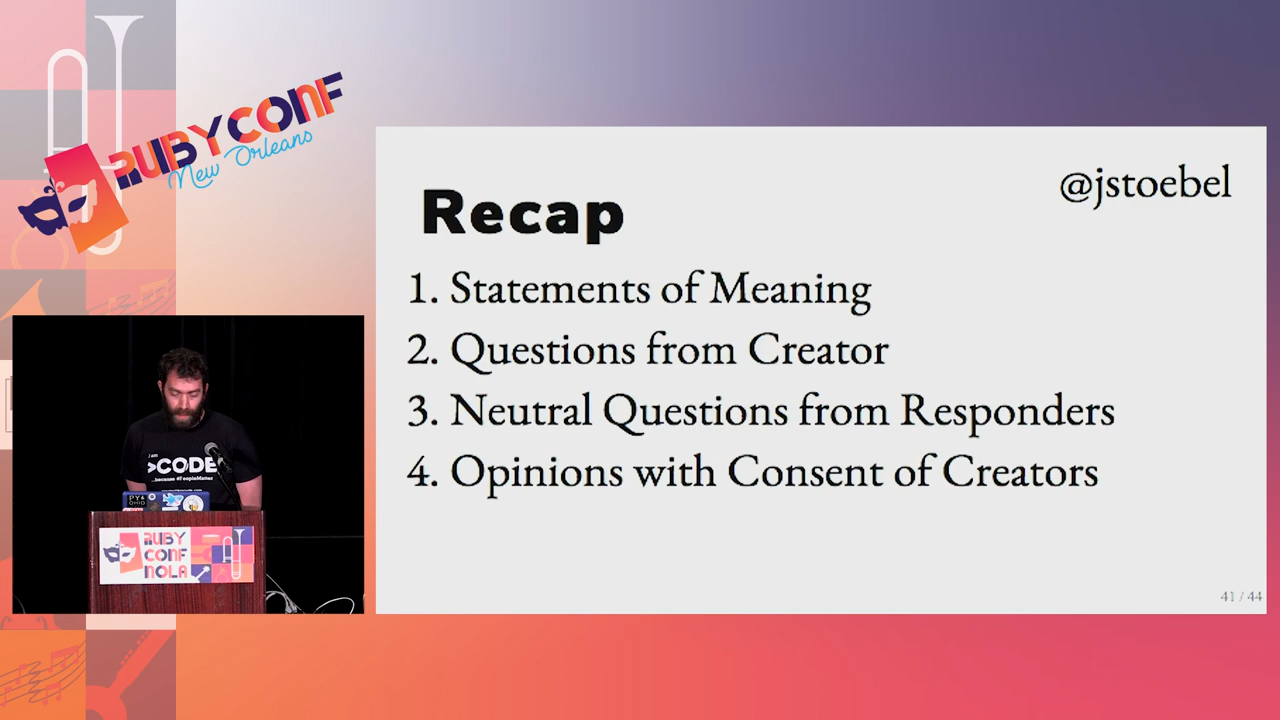 RUBYCONF
New Orleans
@jstoebel
Recap
1. Statements of Meaning
2. Questions from Creator
3. Neutral Questions from Responders
4. Opinions with Consent of Creators
41 / 44
>CODE
RUBY
CONF
NOLA